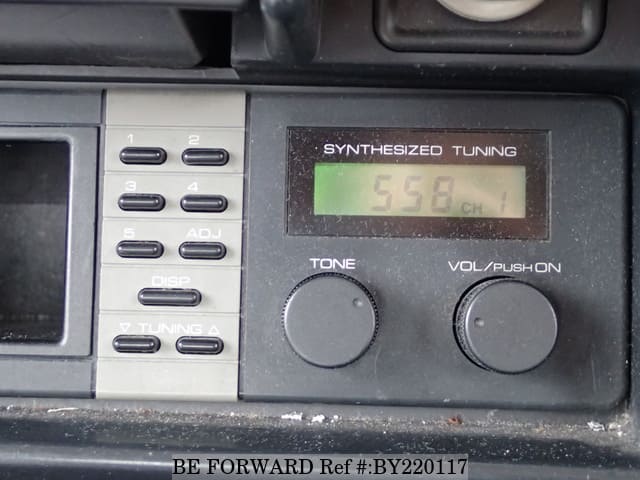 1 2
3 4
5 ADJ
DISP
▽ TUNING △
SYNTHESIZED TUNING
558 CH 1
TONE
VOL/PUSH ON
BE FORWARD Ref #:BY220117